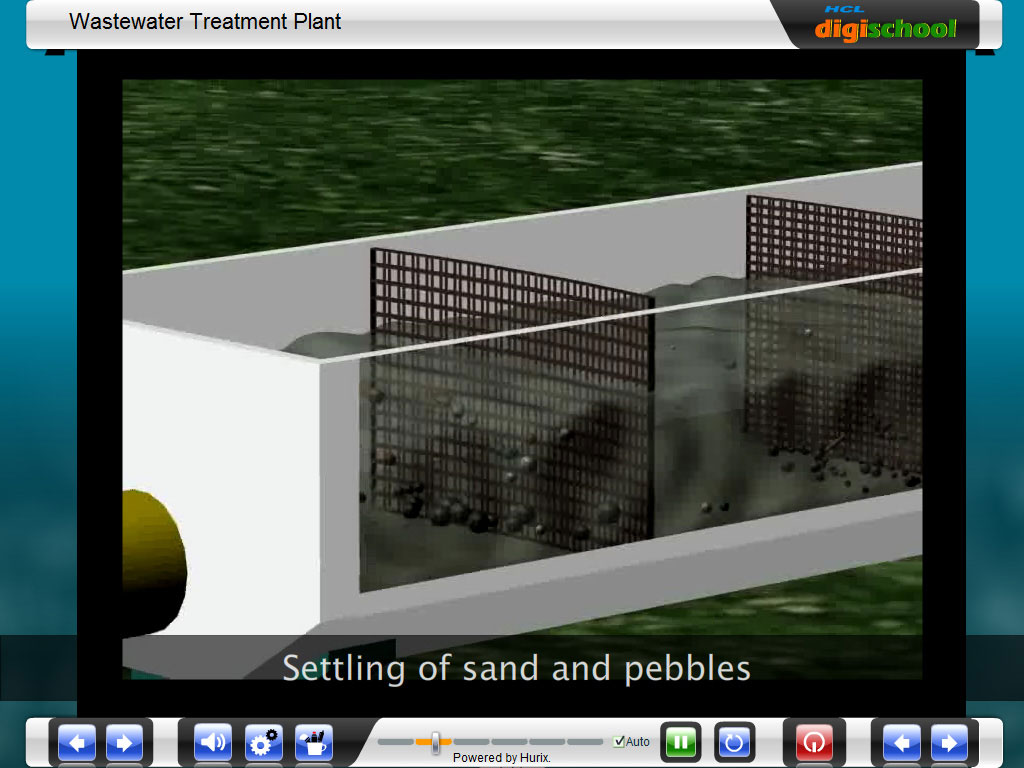 Wastewater Treatment Plant
HCL
digischool
Settling of sand and pebbles
Auto
Powered by Hurix.